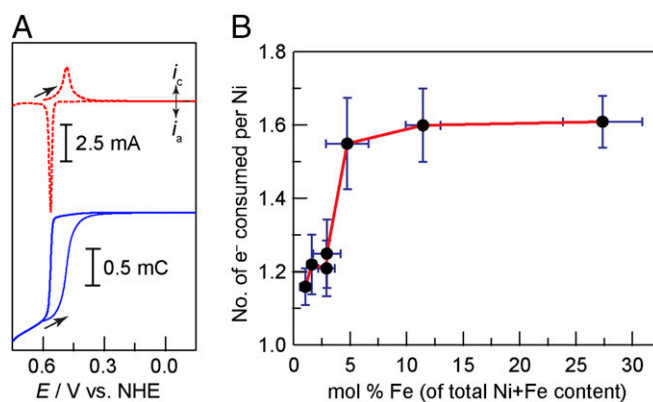 A
i_c
i_a
2.5 mA
0.5 mC
0.6 0.3 0.0
E / V vs. NHE
B
No. of e⁻ consumed per Ni
1.8
1.6
1.4
1.2
1.0
0 5 10 15 20 25 30
mol % Fe (of total Ni+Fe content)